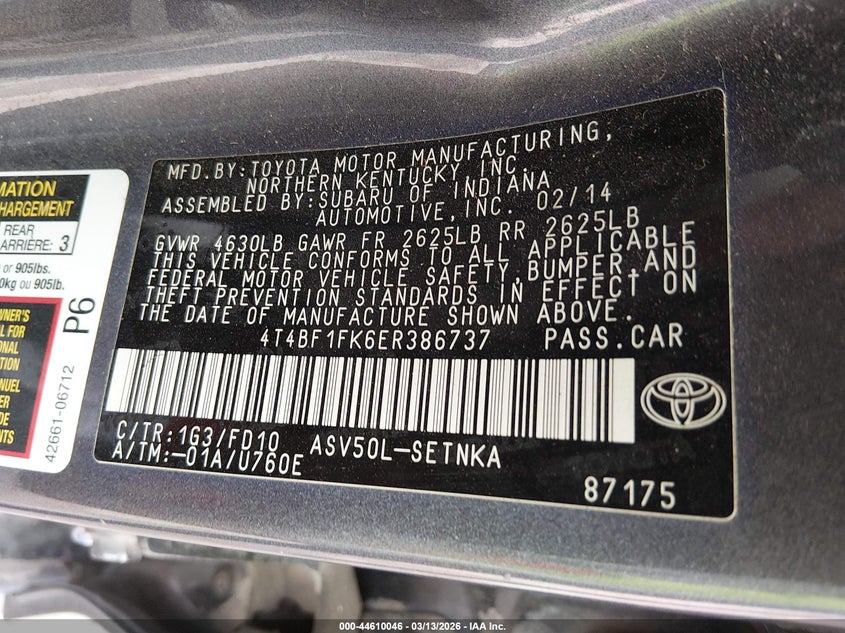 MATION
HARGEMENT
REAR
ARRIÈRE: 3
or 905lbs.
0kg ou 905lb.
P6
42661-06712
MFD.BY:TOYOTA MOTOR MANUFACTURING,
NORTHERN KENTUCKY INC.
ASSEMBLED BY:SUBARU OF INDIANA
AUTOMOTIVE,INC. 02/14
GVWR 4630LB GAWR FR 2625LB RR 2625LB
THIS VEHICLE CONFORMS TO ALL APPLICABLE
FEDERAL MOTOR VEHICLE SAFETY,BUMPER,AND
THEFT PREVENTION STANDARDS IN EFFECT ON
THE DATE OF MANUFACTURE SHOWN ABOVE.
4T4BF1FK6ER386737 PASS.CAR
C/TR:1G3/FD10 ASV50L-SETNKA
A/TM:-01A/U760E
87175
000-44610046 — 03/13/2026 — IAA Inc.